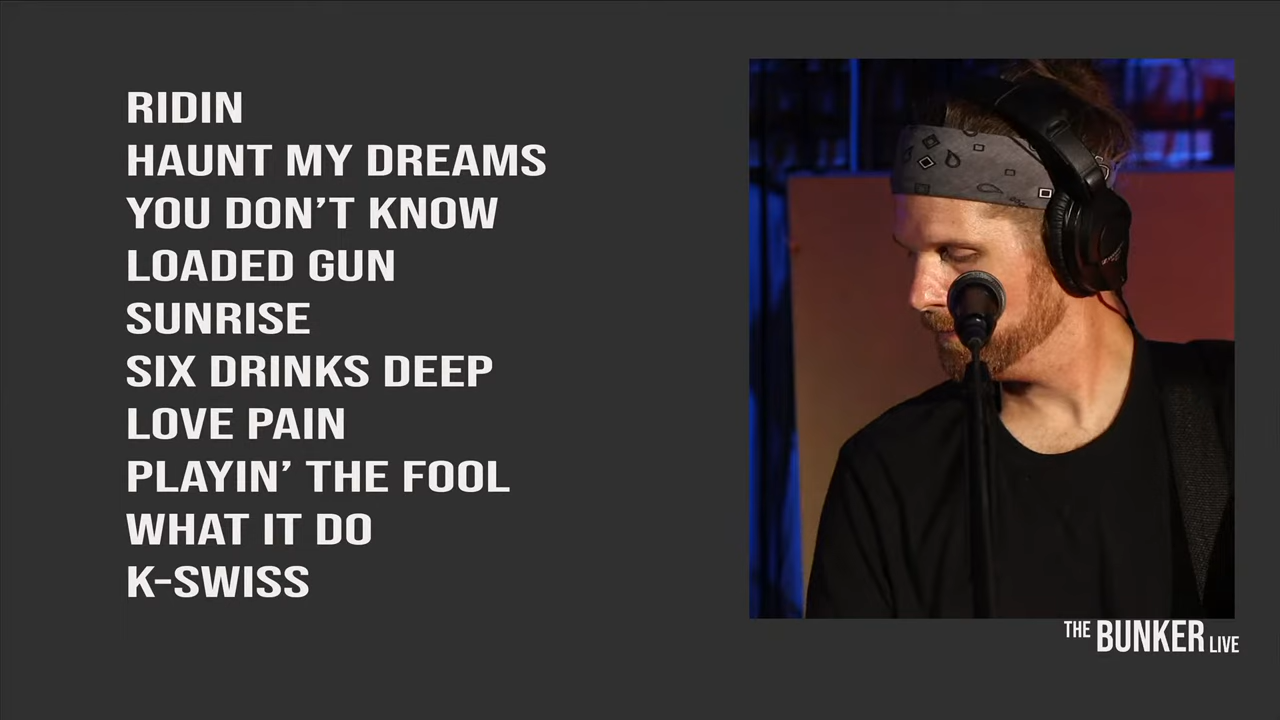 RIDIN
HAUNT MY DREAMS
YOU DON’T KNOW
LOADED GUN
SUNRISE
SIX DRINKS DEEP
LOVE PAIN
PLAYIN’ THE FOOL
WHAT IT DO
K-SWISS
THE BUNKER LIVE